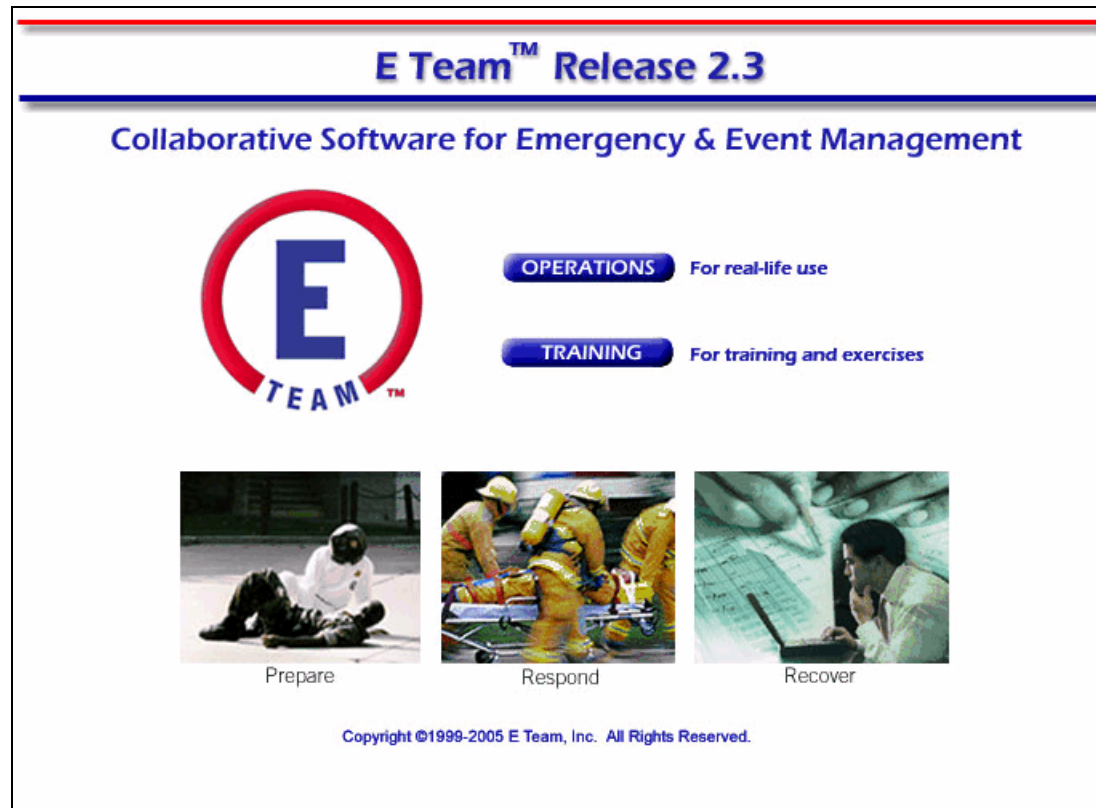 E Team™ Release 2.3
Collaborative Software for Emergency & Event Management
E
TEAM™
OPERATIONS For real-life use
TRAINING For training and exercises
Prepare Respond Recover
Copyright ©1999-2005 E Team, Inc. All Rights Reserved.